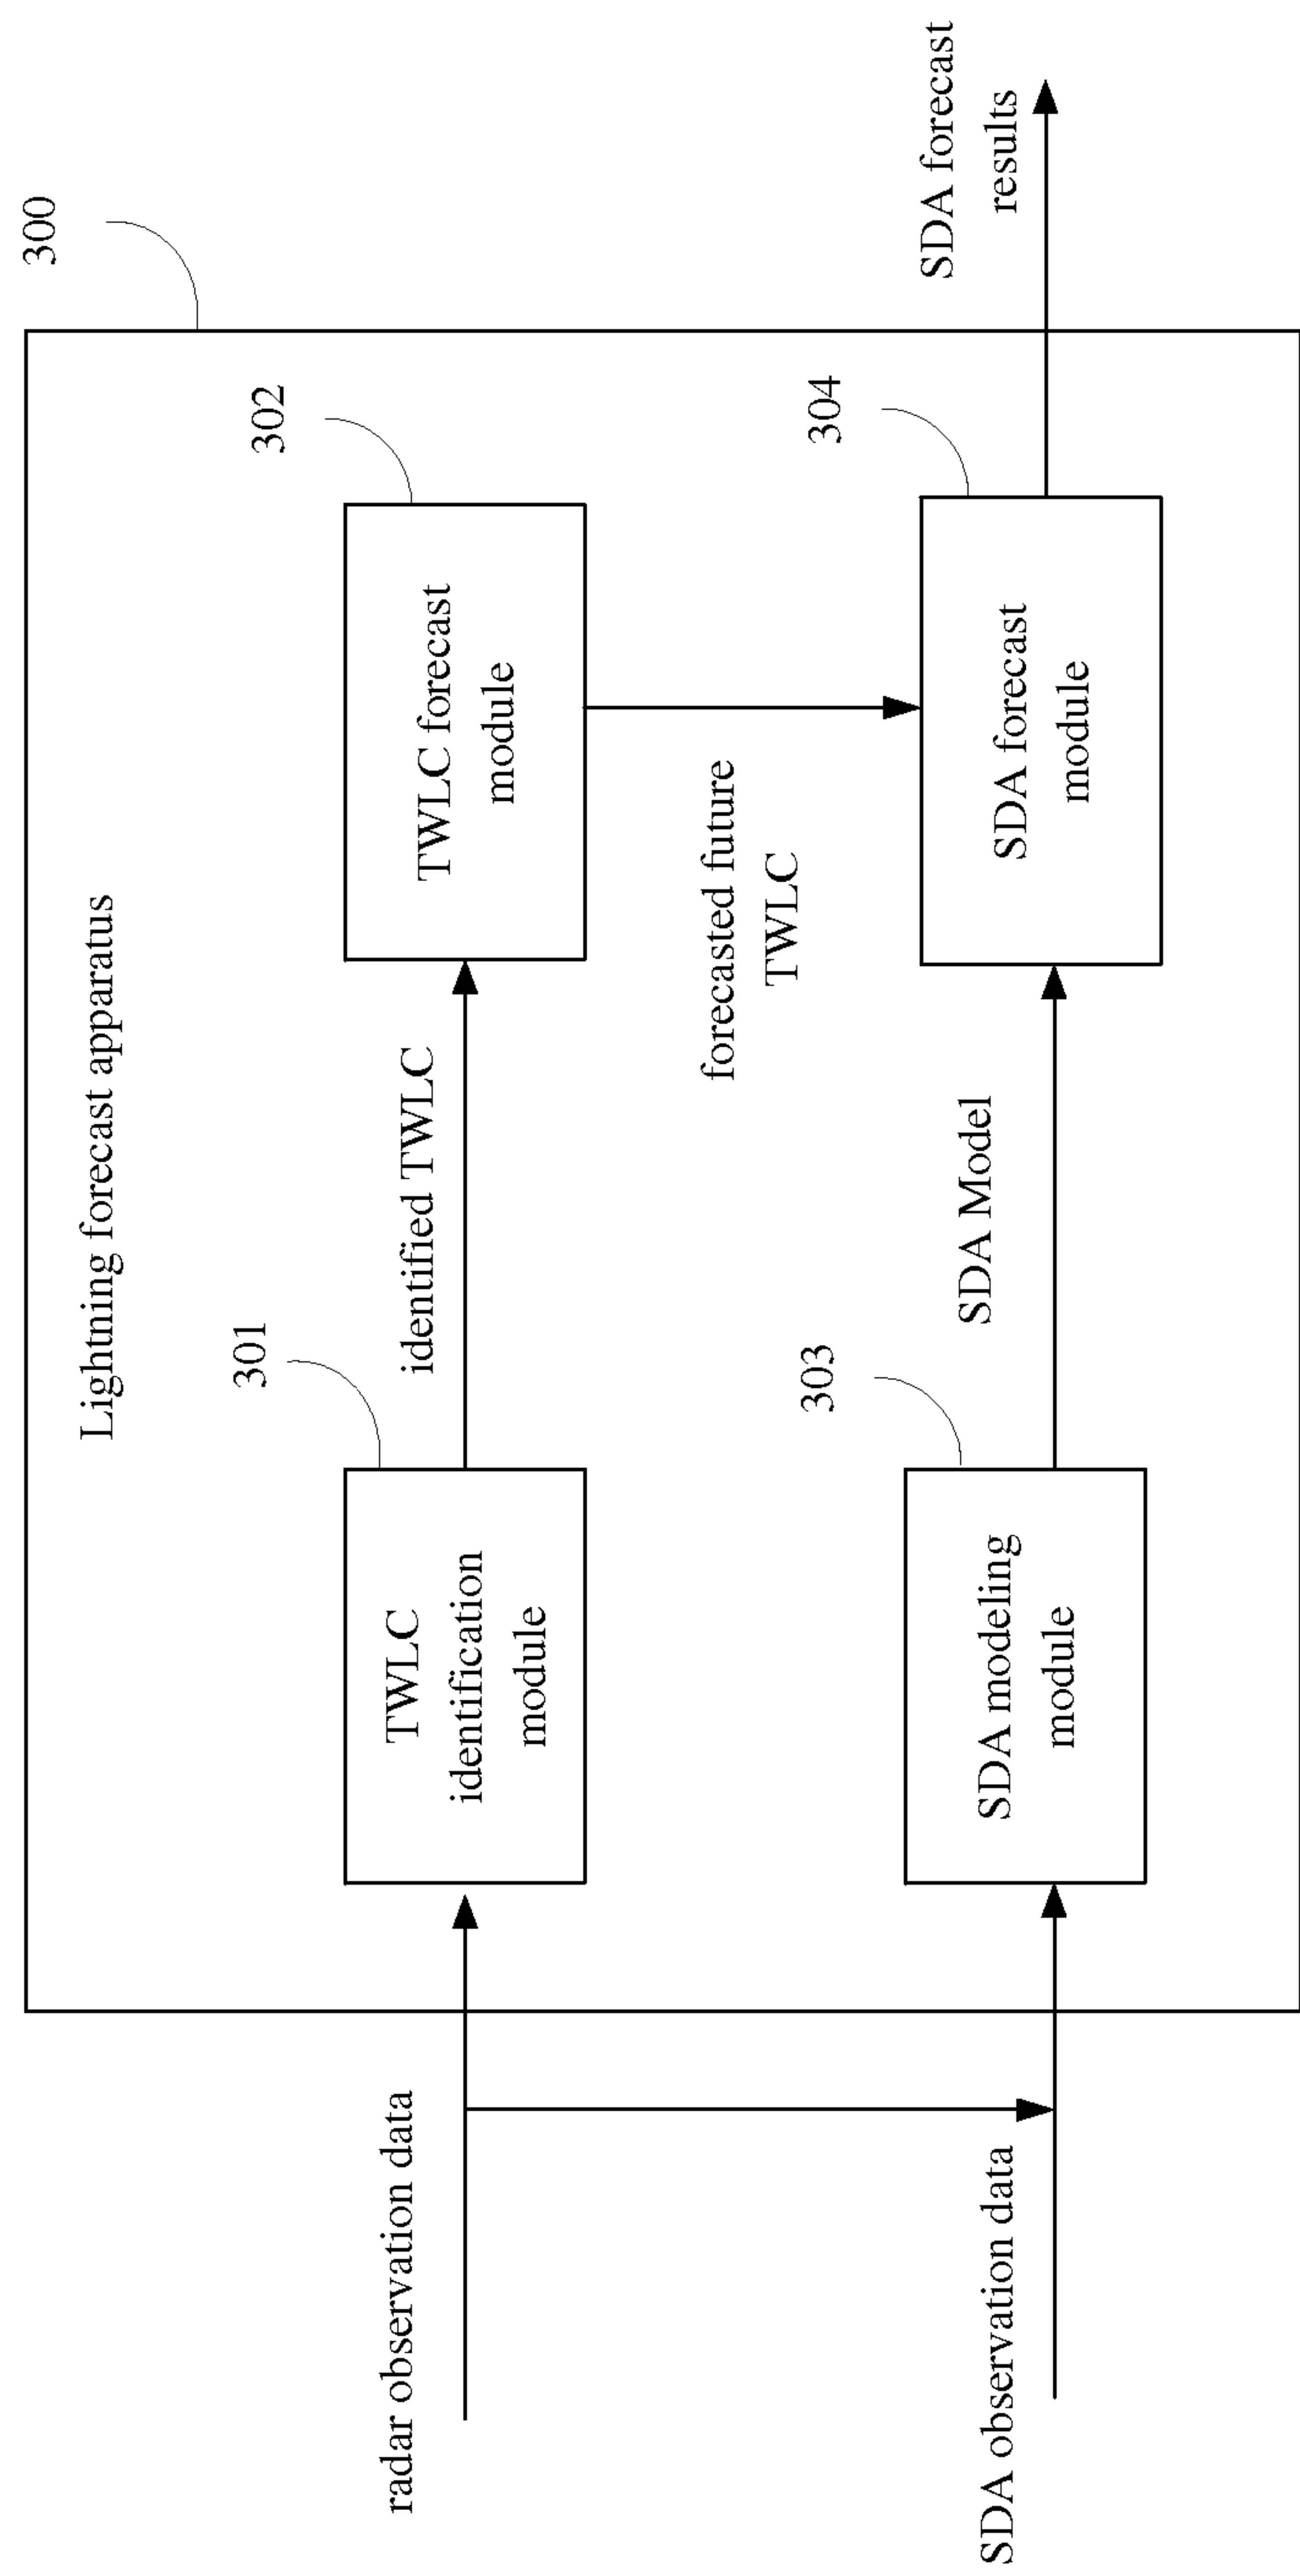 300
Lightning forecast apparatus
radar observation data
301
TWLC
identification
module
identified TWLC
302
TWLC forecast
module
forecasted future
TWLC
SDA observation data
303
SDA modeling
module
SDA Model
304
SDA forecast
module
SDA forecast
results